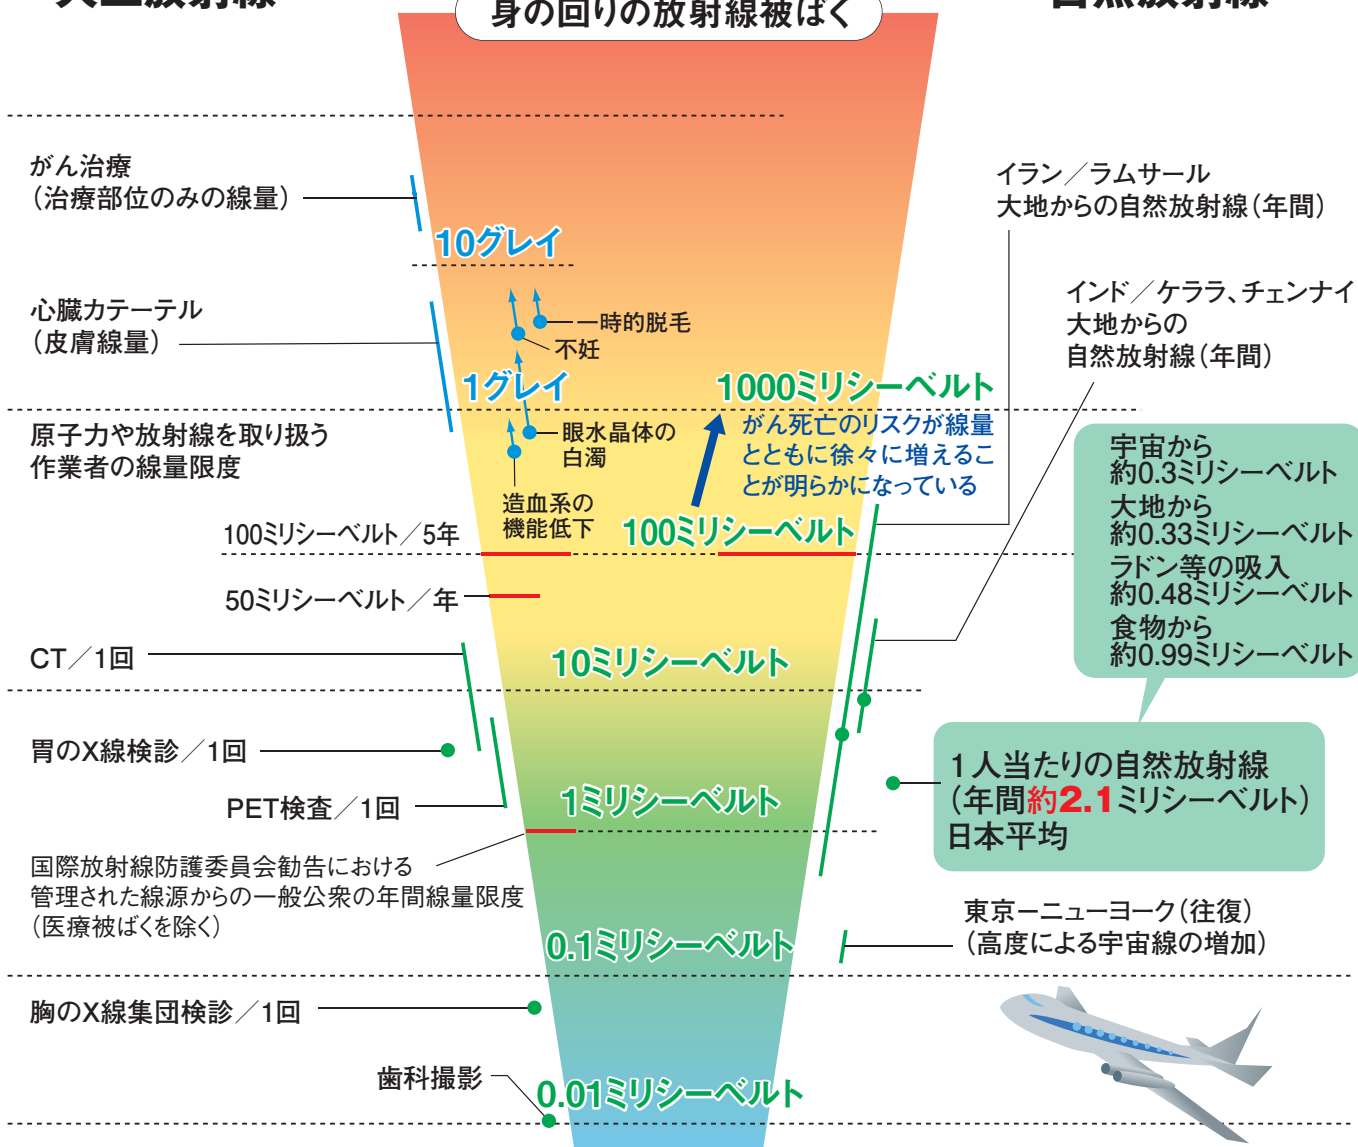 身の回りの放射線被ばく
がん治療
（治療部位のみの線量）
心臓カテーテル
（皮膚線量）
原子力や放射線を取り扱う
作業者の線量限度
100ミリシーベルト／5年
50ミリシーベルト／年
CT／1回
胃のX線検診／1回
PET検査／1回
国際放射線防護委員会勧告における
管理された線源からの一般公衆の年間線量限度
（医療被ばくを除く）
胸のX線集団検診／1回
歯科撮影
10グレイ
一時的脱毛
不妊
1グレイ
眼水晶体の
白濁
造血系の
機能低下
1000ミリシーベルト
がん死亡のリスクが線量
とともに徐々に増えるこ
とが明らかになっている
100ミリシーベルト
10ミリシーベルト
1ミリシーベルト
0.1ミリシーベルト
0.01ミリシーベルト
自然放射線
イラン／ラムサール
大地からの自然放射線（年間）
インド／ケララ、チェンナイ
大地からの
自然放射線（年間）
宇宙から
約0.3ミリシーベルト
大地から
約0.33ミリシーベルト
ラドン等の吸入
約0.48ミリシーベルト
食物から
約0.99ミリシーベルト
1人当たりの自然放射線
（年間約2.1ミリシーベルト）
日本平均
東京ーニューヨーク（往復）
（高度による宇宙線の増加）